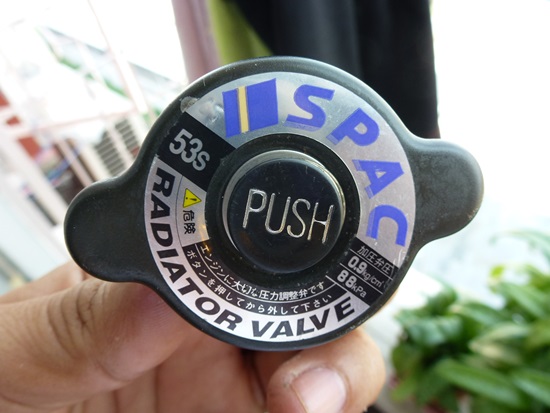 SPAC
53s
PUSH
危険
加圧弁圧
0.9kg/cm²
88kPa
エンジンに大切な圧力調整弁です
ボタンを押してから外して下さい
RADIATOR VALVE